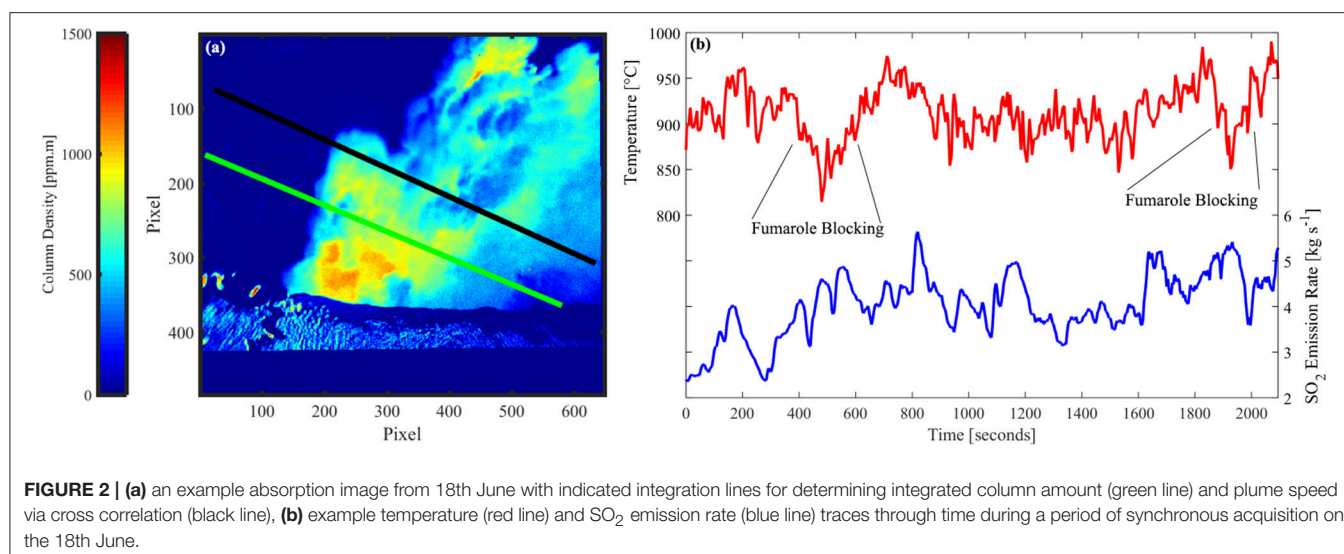 1500
1000
500
0
Column Density [ppm.m]
(a)
100
200
300
400
Pixel
100 200 300 400 500 600
Pixel
(b)
1000
950
900
850
800
Temperature [°C]
Fumarole Blocking
Fumarole Blocking
6
5
4
3
2
SO₂ Emission Rate [kg s⁻¹]
0 200 400 600 800 1000 1200 1400 1600 1800 2000
Time [seconds]
FIGURE 2 | (a) an example absorption image from 18th June with indicated integration lines for determining integrated column amount (green line) and plume speed
via cross correlation (black line), (b) example temperature (red line) and SO₂ emission rate (blue line) traces through time during a period of synchronous acquisition on
the 18th June.